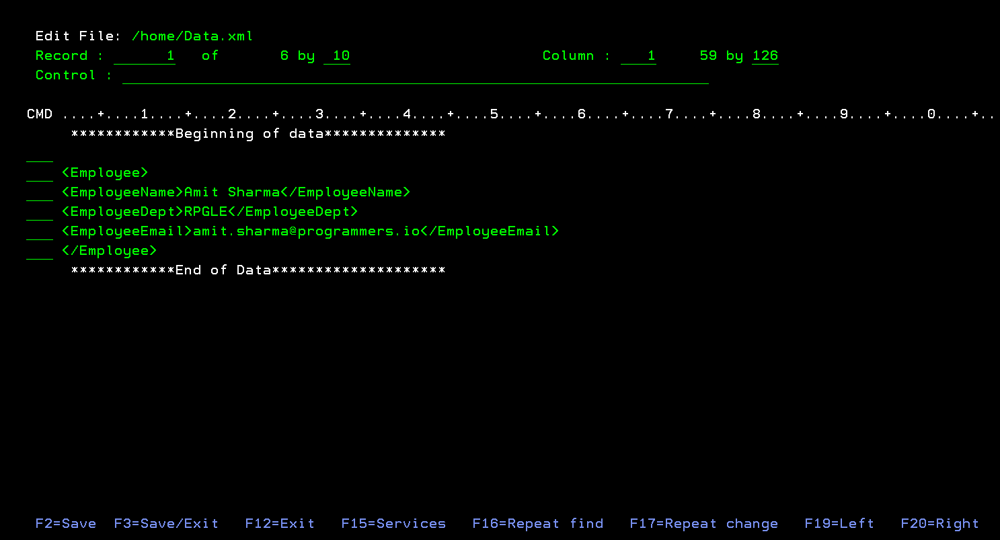 Edit File: /home/Data.xml
Record :       1   of       6 by  10                      Column :    1     59 by 126
Control :
CMD ....+....1....+....2....+....3....+....4....+....5....+....6....+....7....+....8....+....9....+....0....+..
************Beginning of data**************
<Employee>
<EmployeeName>Amit Sharma</EmployeeName>
<EmployeeDept>RPGLE</EmployeeDept>
<EmployeeEmail>amit.sharma@programmers.io</EmployeeEmail>
</Employee>
************End of Data********************
F2=Save  F3=Save/Exit   F12=Exit   F15=Services   F16=Repeat find   F17=Repeat change   F19=Left   F20=Right